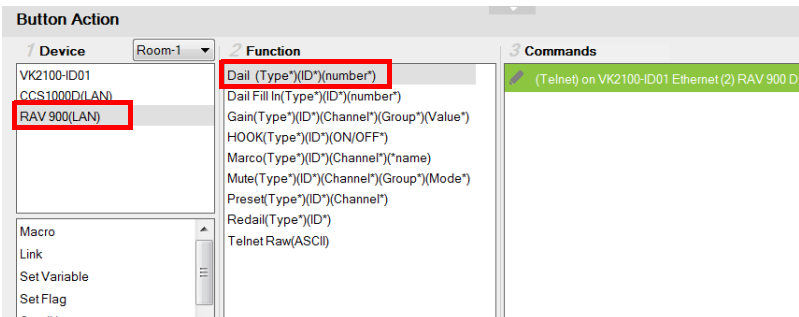 Button Action
1 Device
Room-1
2 Function
3 Commands
VK2100-ID01
CCS1000D(LAN)
RAV 900(LAN)
Macro
Link
Set Variable
Set Flag
Dail (Type*)(ID*)(number*)
Dail Fill In(Type*)(ID*)(number*)
Gain(Type*)(ID*)(Channel*)(Group*)(Value*)
HOOK(Type*)(ID*)(ON/OFF*)
Marco(Type*)(ID*)(Channel*)(*name)
Mute(Type*)(ID*)(Channel*)(Group*)(Mode*)
Preset(Type*)(ID*)(Channel*)
Redail(Type*)(ID*)
Telnet Raw(ASCII)
(Telnet) on VK2100-ID01 Ethernet (2) RAV 900 D